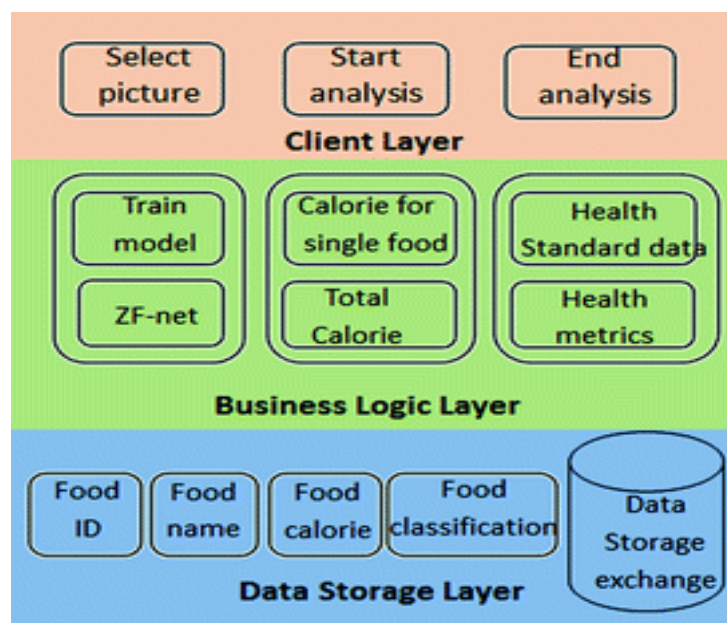 Select
picture
Start
analysis
End
analysis
Client Layer
Train
model
ZF-net
Calorie for
single food
Total
Calorie
Health
Standard data
Health
metrics
Business Logic Layer
Food
ID
Food
name
Food
calorie
Food
classification
Data
Storage
exchange
Data Storage Layer